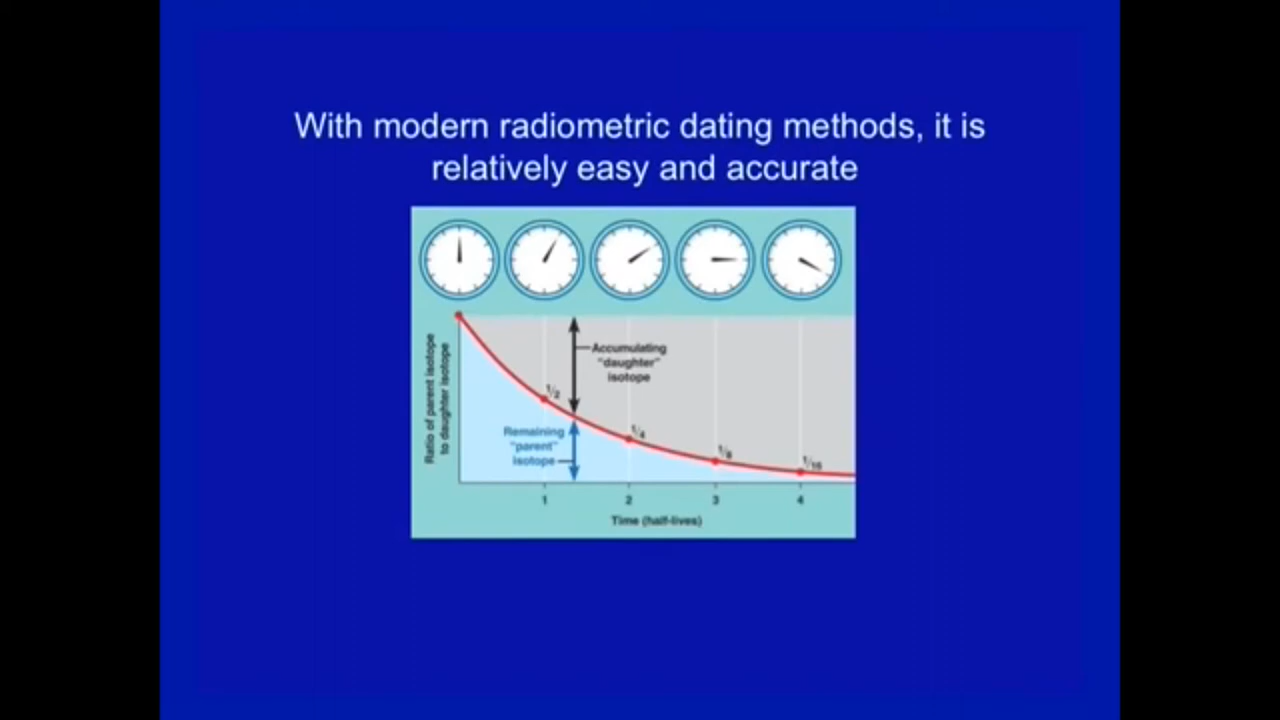 With modern radiometric dating methods, it is
relatively easy and accurate
Ratio of parent isotope
to daughter isotope
Accumulating
"daughter"
isotope
Remaining
"parent"
isotope
1/2
1/4
1/8
1/16
1 2 3 4
Time (half-lives)